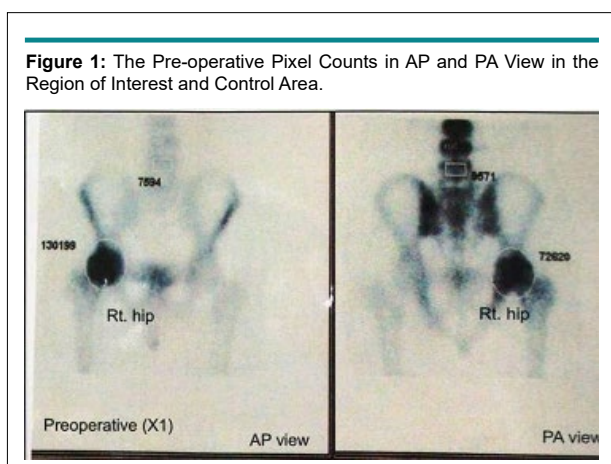 Figure 1: The Pre-operative Pixel Counts in AP and PA View in the
Region of Interest and Control Area.
7594
130199
Rt. hip
Preoperative (X1)
AP view
9571
72620
Rt. hip
PA view